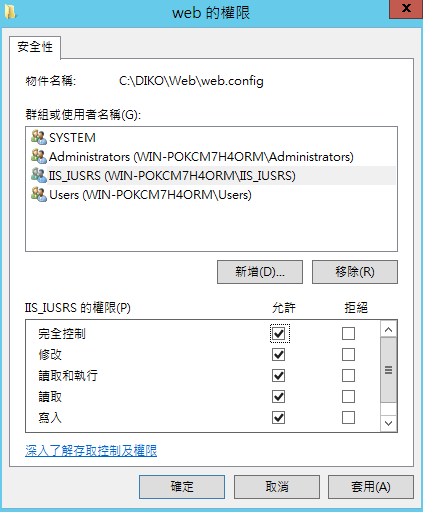 web 的權限
安全性
物件名稱: C:\DIKO\Web\web.config
群組或使用者名稱(G):
SYSTEM
Administrators (WIN-POKCM7H4ORM\Administrators)
IIS_IUSRS (WIN-POKCM7H4ORM\IIS_IUSRS)
Users (WIN-POKCM7H4ORM\Users)
新增(D)... 移除(R)
IIS_IUSRS 的權限(P) 允許 拒絕
完全控制
修改
讀取和執行
讀取
寫入
深入了解存取控制及權限
確定 取消 套用(A)